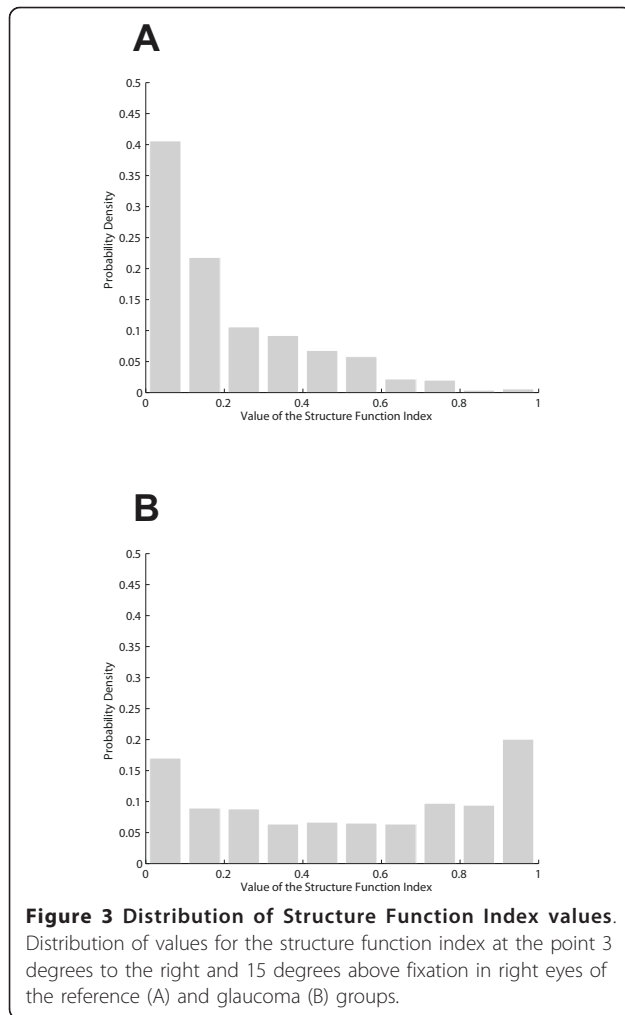 A
0.5
0.45
0.4
0.35
0.3
0.25
0.2
0.15
0.1
0.05
0
Probability Density
0 0.2 0.4 0.6 0.8 1
Value of the Structure Function Index
B
0.5
0.45
0.4
0.35
0.3
0.25
0.2
0.15
0.1
0.05
0
Probability Density
0 0.2 0.4 0.6 0.8 1
Value of the Structure Function Index
Figure 3 Distribution of Structure Function Index values.
Distribution of values for the structure function index at the point 3
degrees to the right and 15 degrees above fixation in right eyes of
the reference (A) and glaucoma (B) groups.